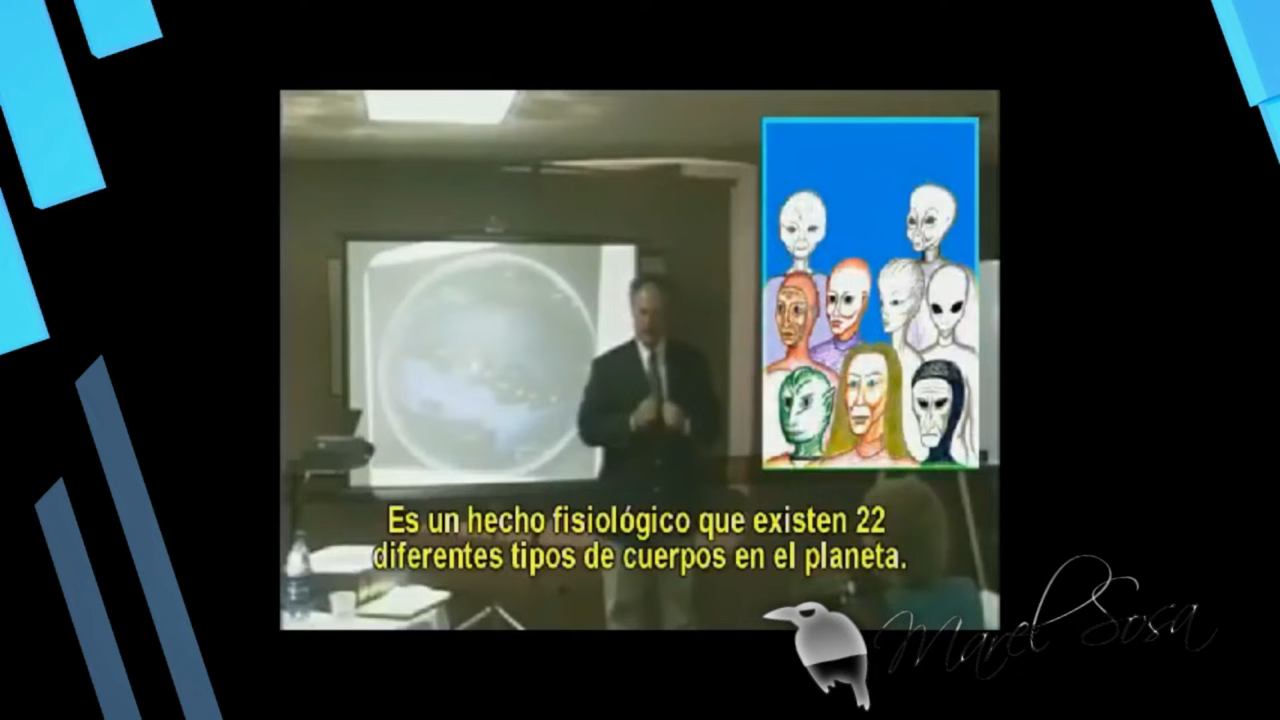 Es un hecho fisiológico que existen 22
diferentes tipos de cuerpos en el planeta.
Marel Sosa